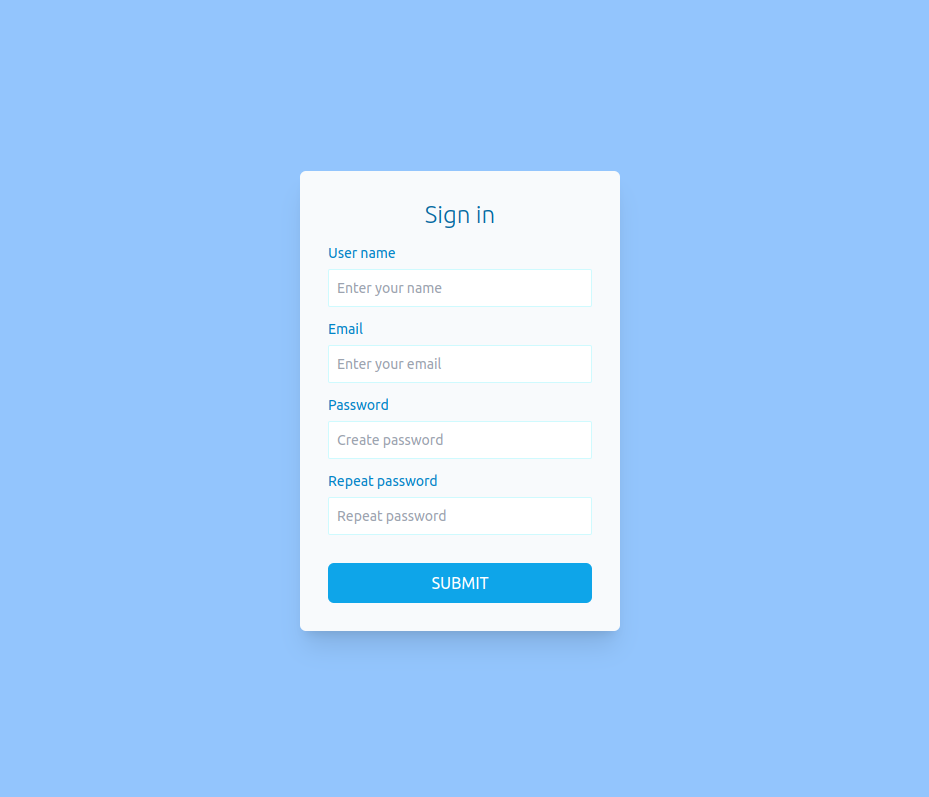 Sign in
User name
Enter your name
Email
Enter your email
Password
Create password
Repeat password
Repeat password
SUBMIT